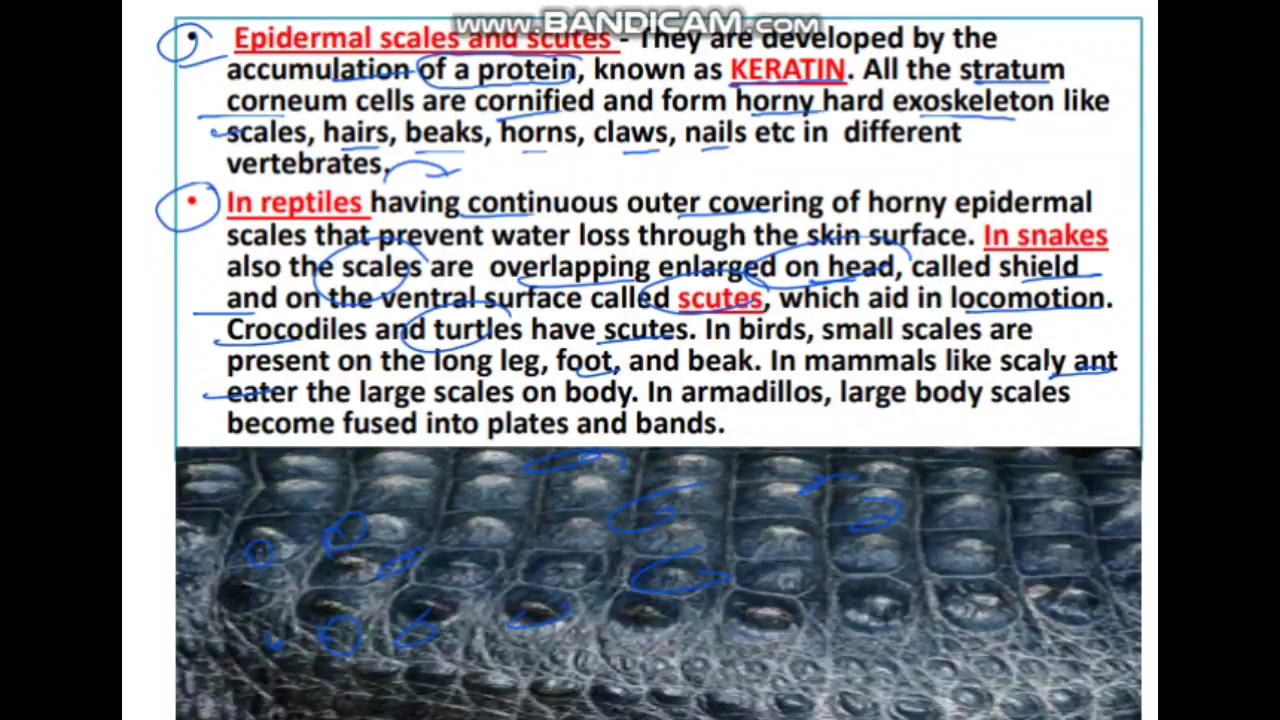 www.BANDICAM.com
• Epidermal scales and scutes - They are developed by the
accumulation of a protein, known as KERATIN. All the stratum
corneum cells are cornified and form horny hard exoskeleton like
scales, hairs, beaks, horns, claws, nails etc in different
vertebrates.
• In reptiles having continuous outer covering of horny epidermal
scales that prevent water loss through the skin surface. In snakes
also the scales are overlapping enlarged on head, called shield
and on the ventral surface called scutes, which aid in locomotion.
Crocodiles and turtles have scutes. In birds, small scales are
present on the long leg, foot, and beak. In mammals like scaly ant
eater the large scales on body. In armadillos, large body scales
become fused into plates and bands.